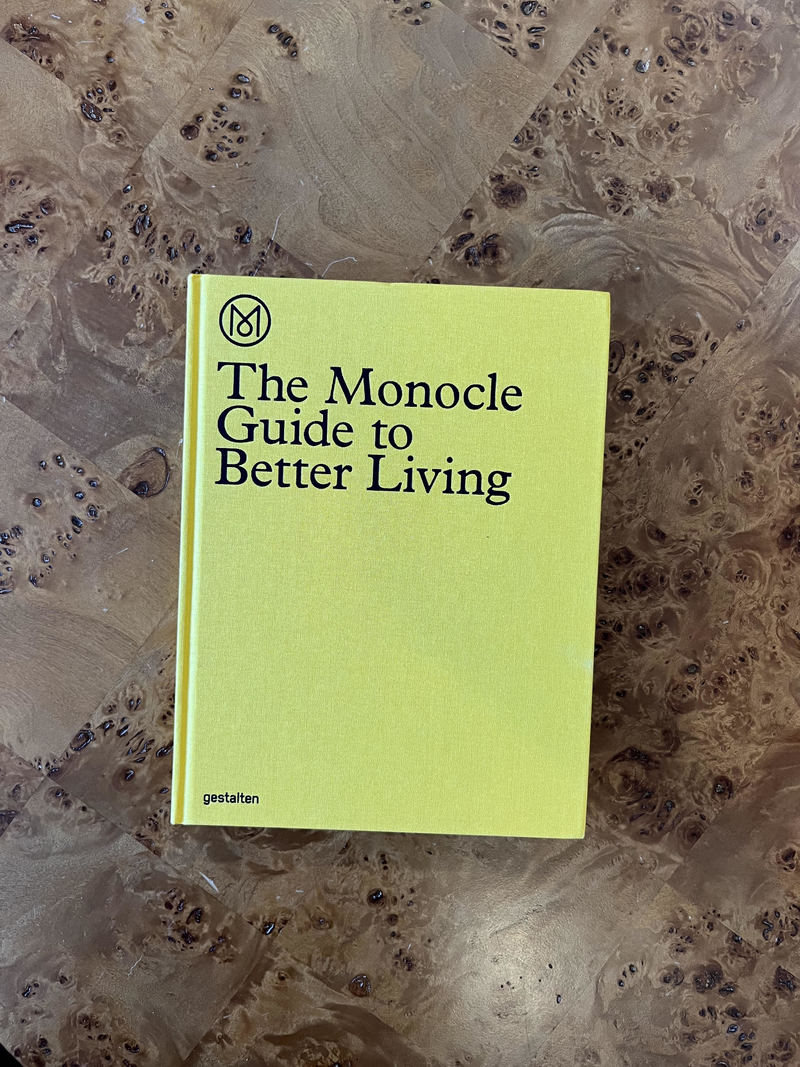 M
The Monocle
Guide to
Better Living
gestalten